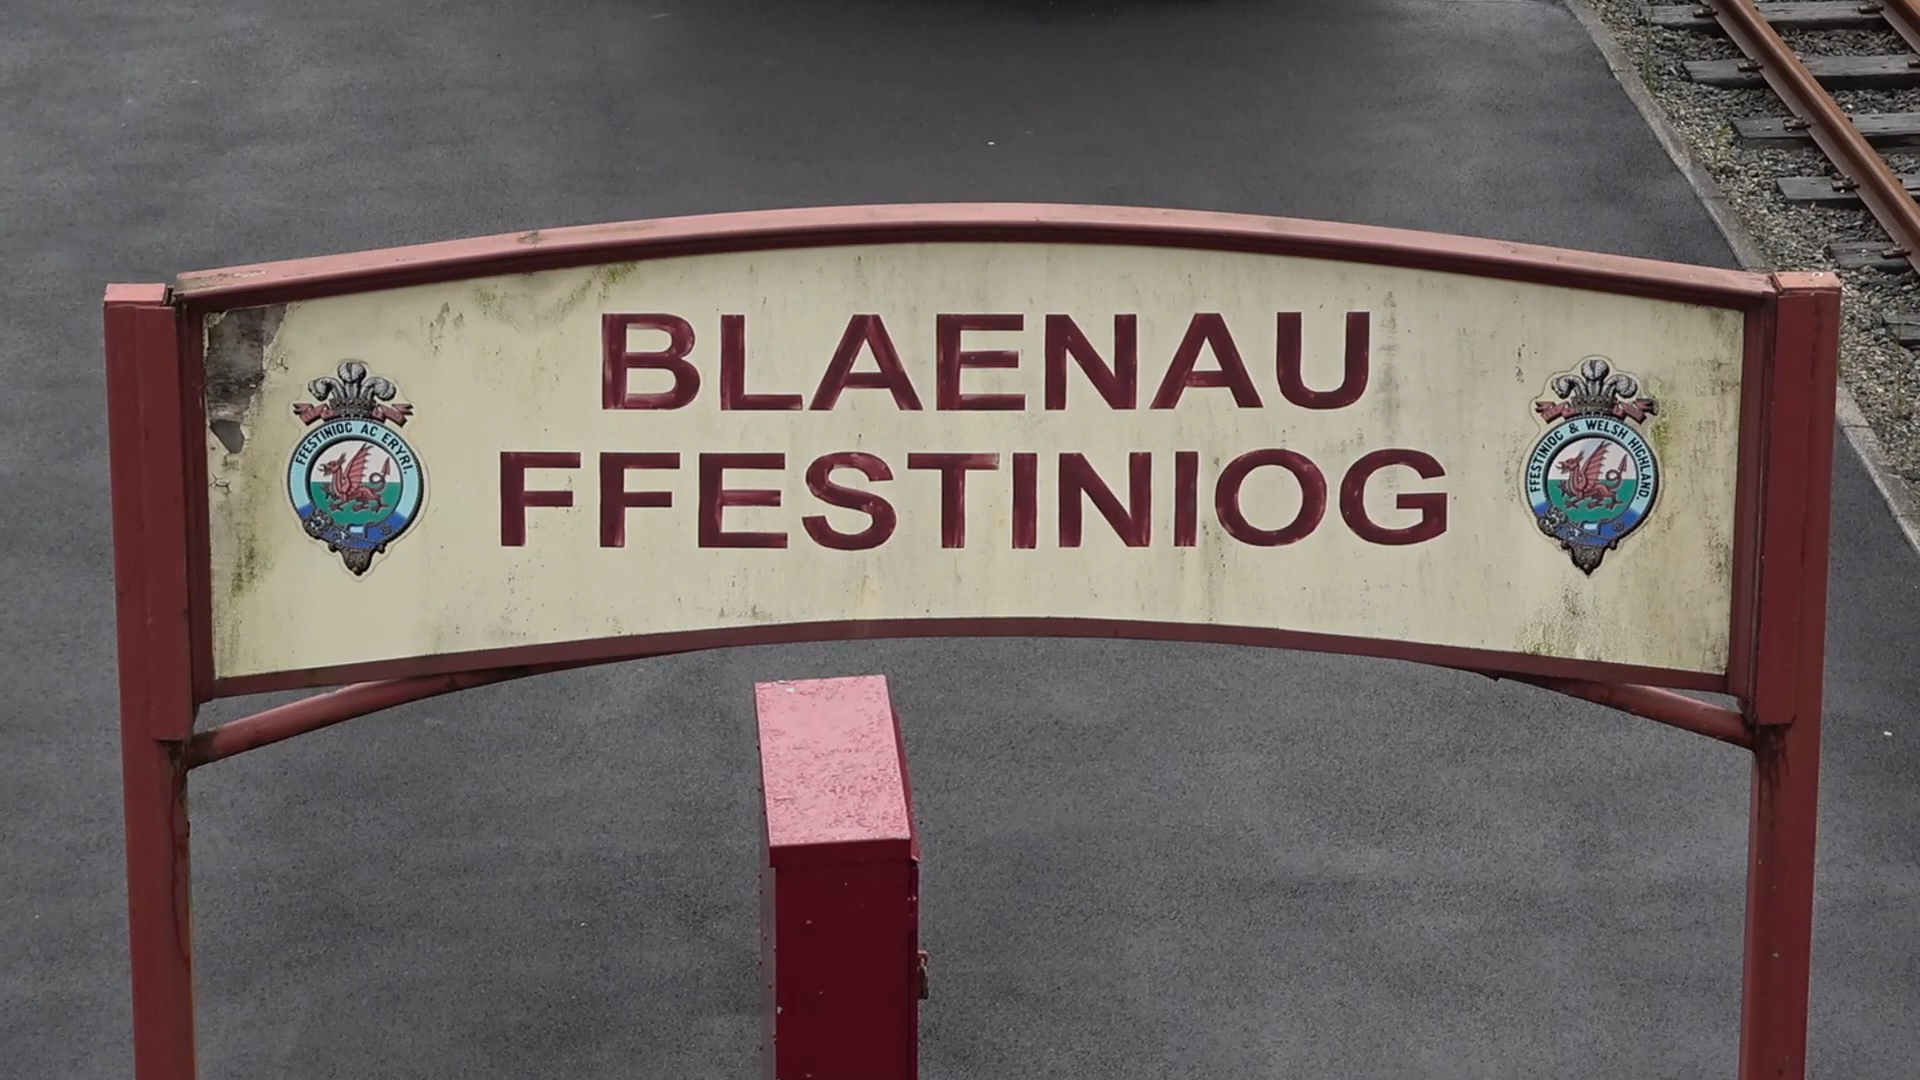 BLAENAU
FFESTINIOG
FFESTINIOG AC ERYRI.
FFESTINIOG & WELSH HIGHLAND.